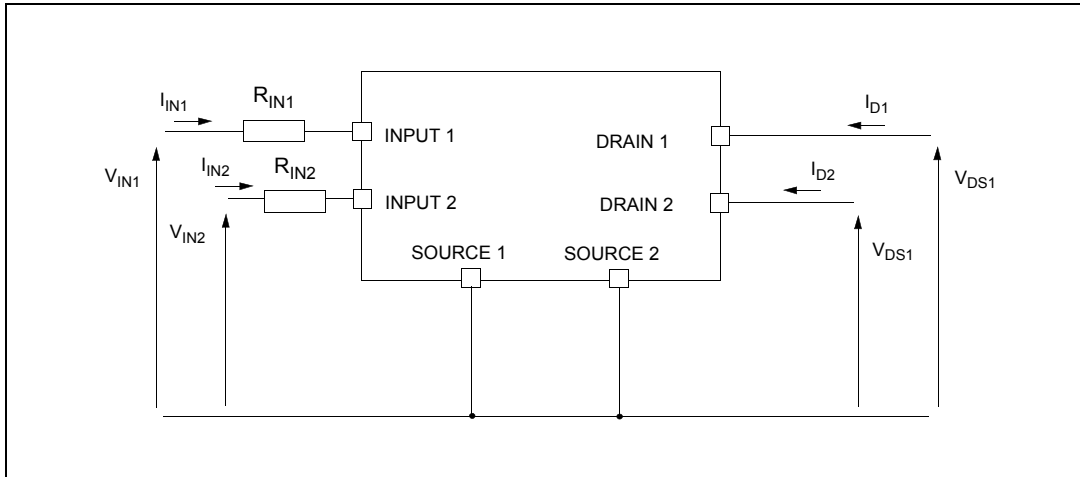 I_IN1
R_IN1
INPUT 1
DRAIN 1
I_D1
V_IN1
I_IN2
R_IN2
INPUT 2
DRAIN 2
I_D2
V_DS1
V_IN2
SOURCE 1
SOURCE 2
V_DS1